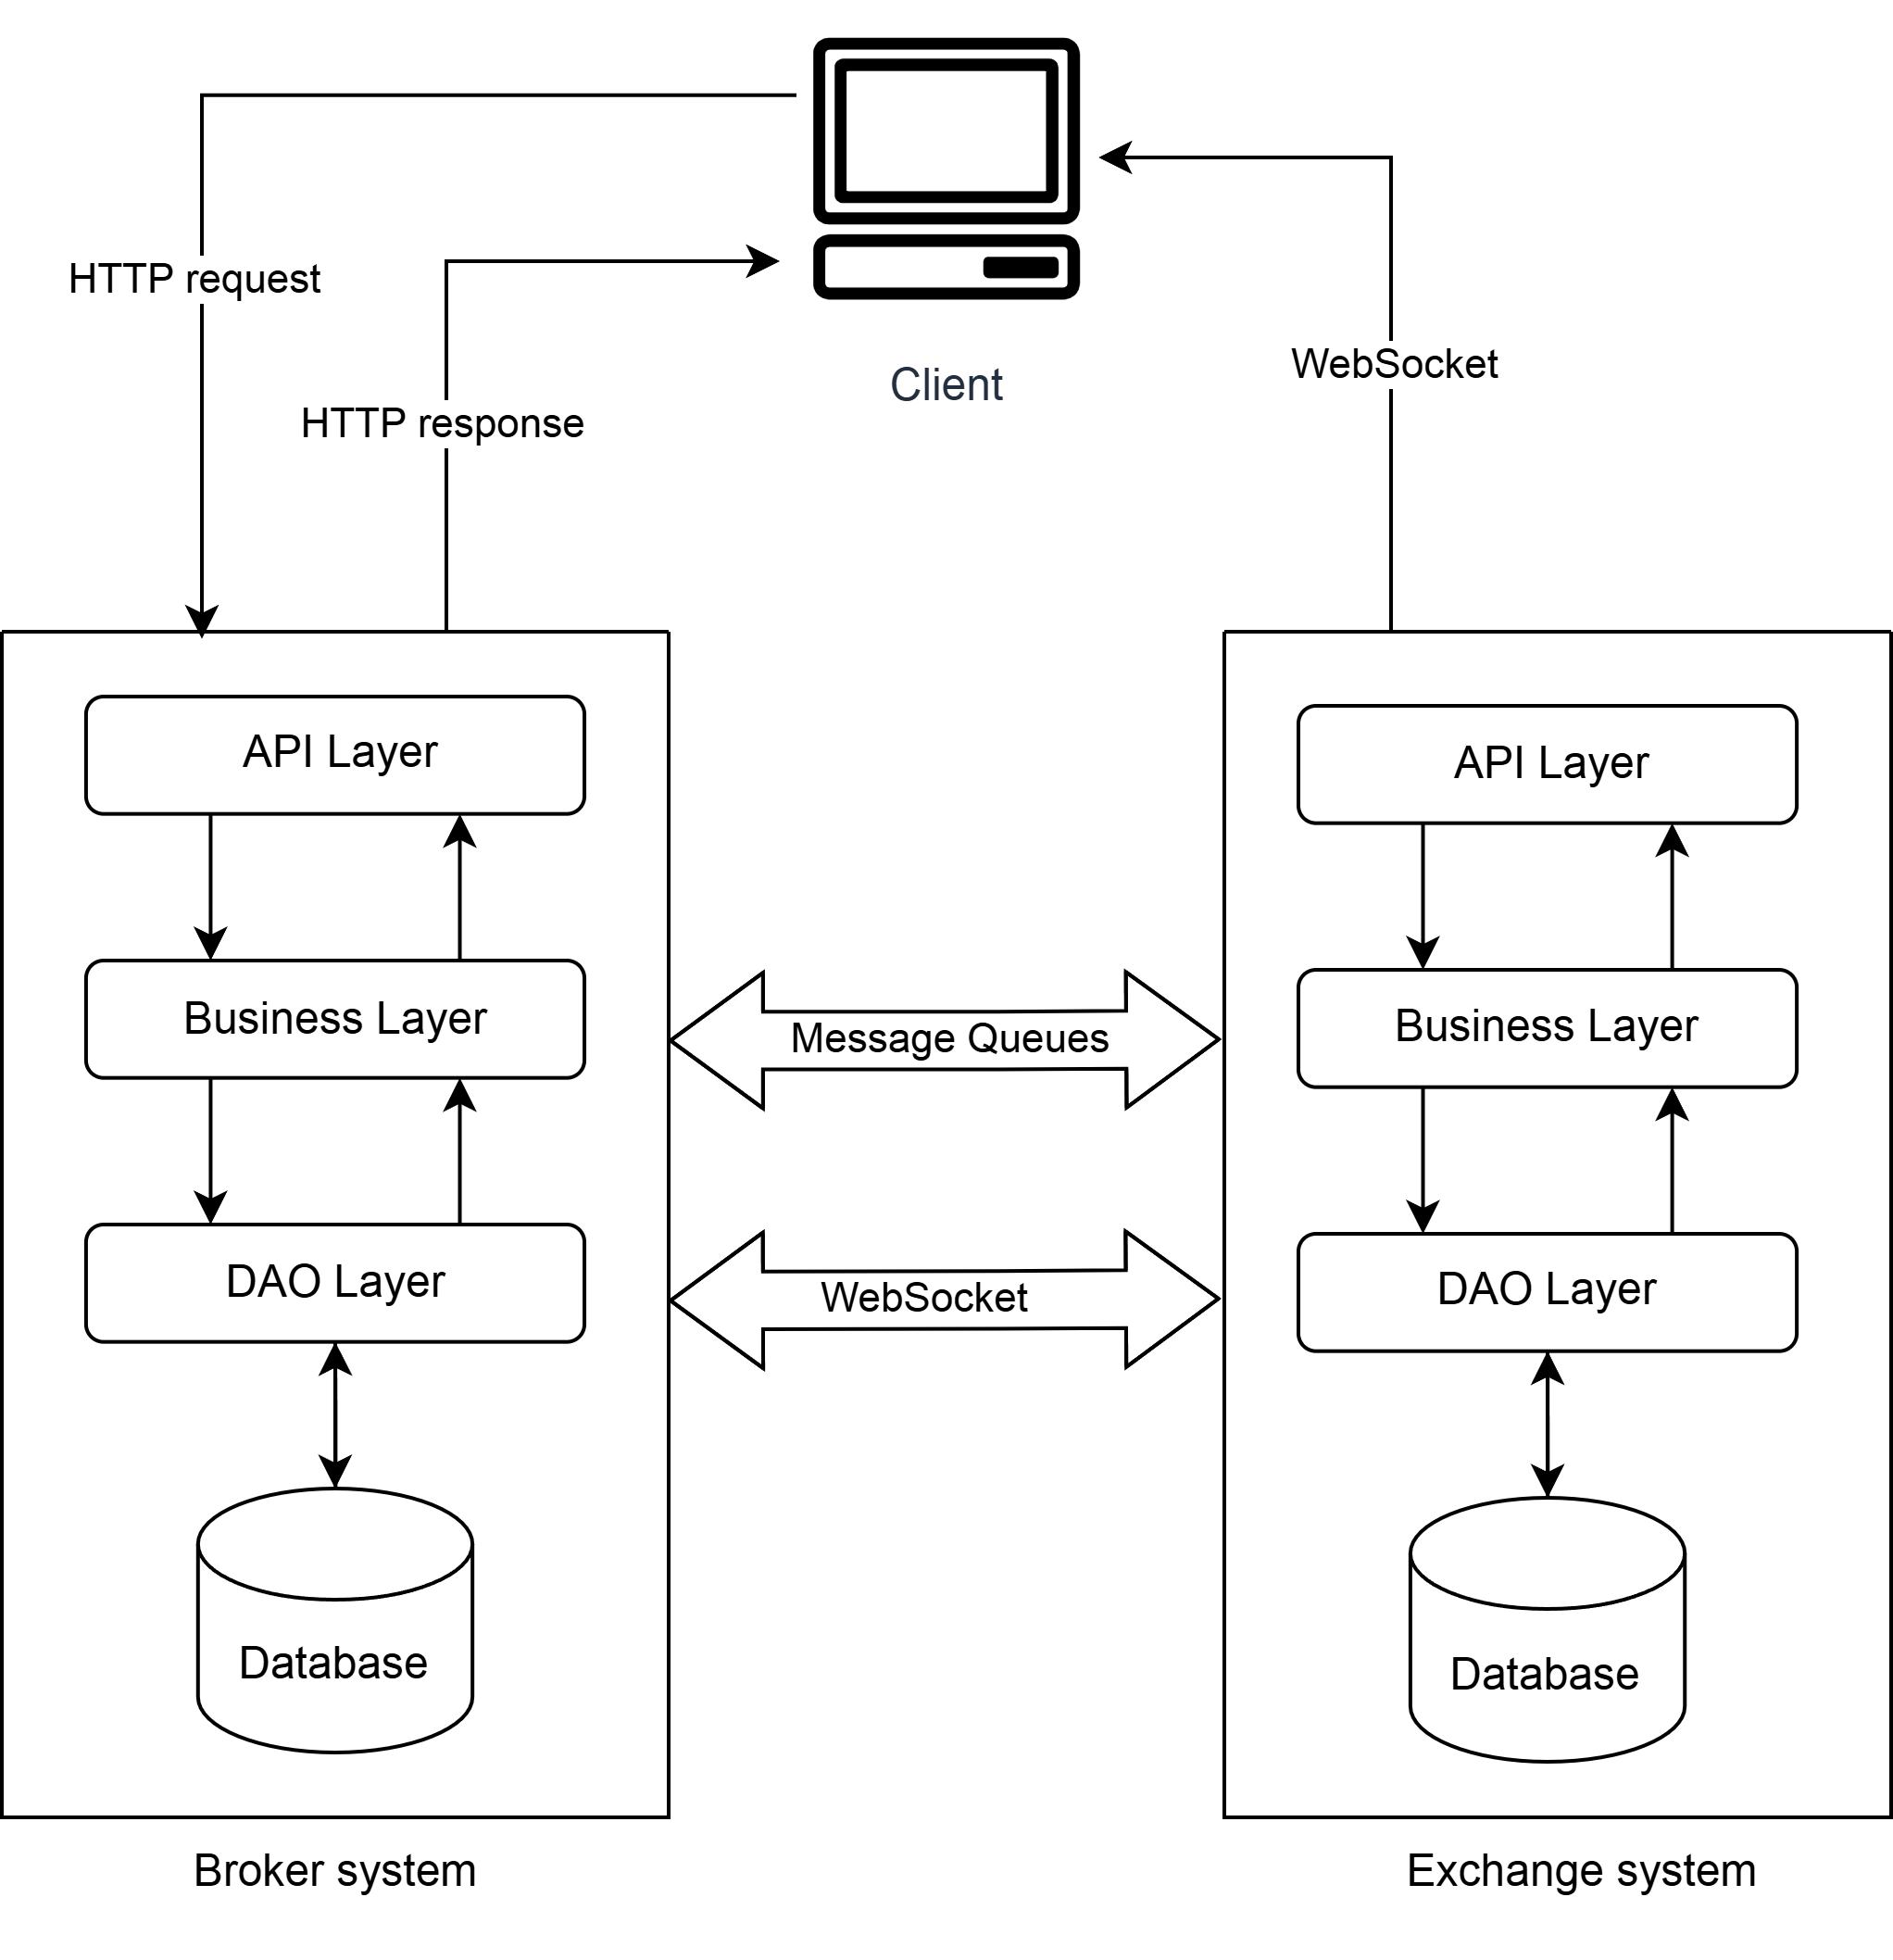 HTTP request
HTTP response
Client
WebSocket
API Layer
Business Layer
DAO Layer
Database
Broker system
Message Queues
WebSocket
API Layer
Business Layer
DAO Layer
Database
Exchange system